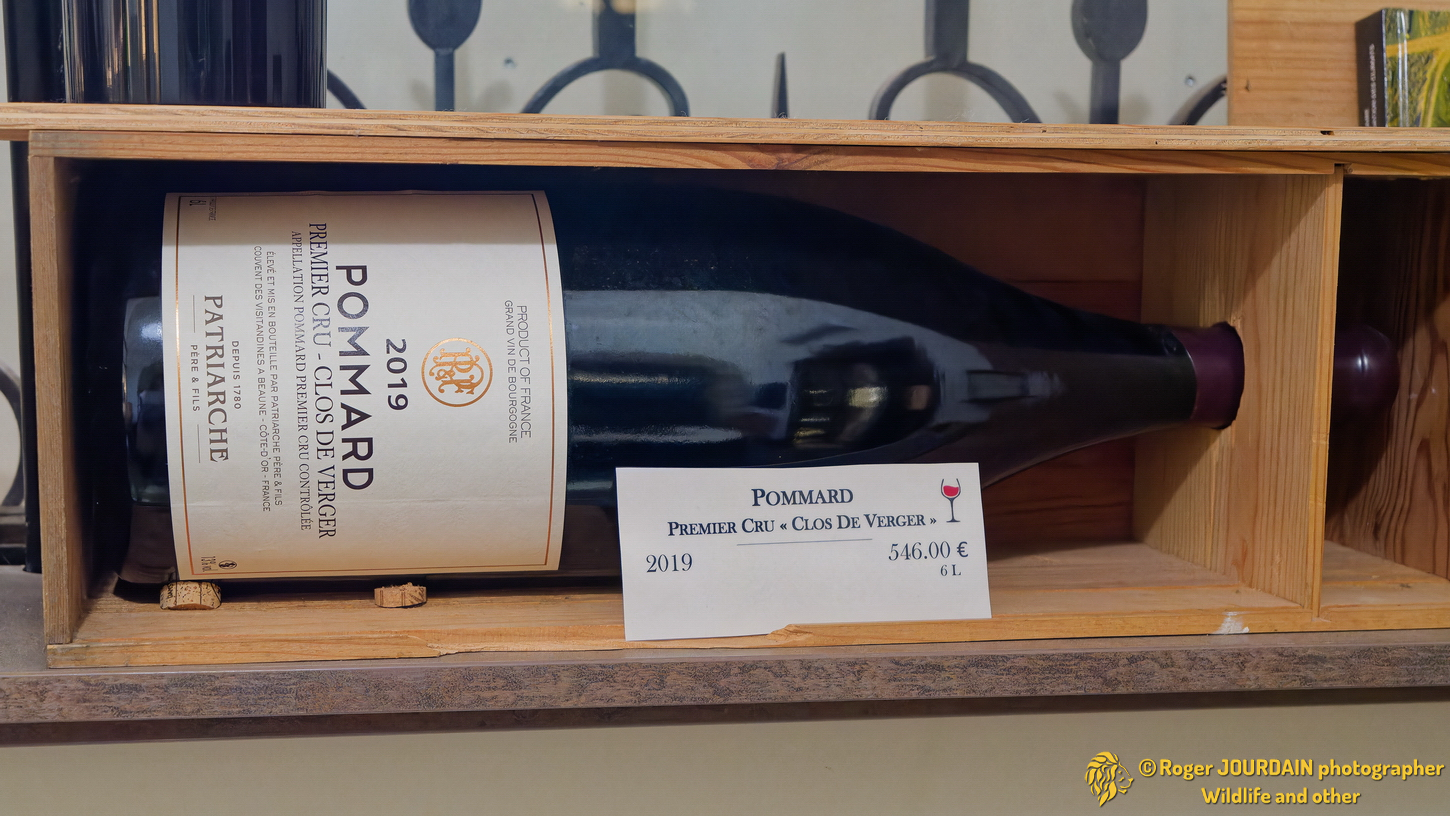 PRODUCT OF FRANCE
GRAND VIN DE BOURGOGNE
2019
POMMARD
PREMIER CRU - CLOS DE VERGER
APPELLATION POMMARD PREMIER CRU CONTRÔLÉE
ÉLEVÉ ET MIS EN BOUTEILLE PAR PATRIARCHE PÈRE & FILS
COUVENT DES VISITANDINES A BEAUNE - CÔTE-D'OR - FRANCE
DEPUIS 1780
PATRIARCHE
PÈRE & FILS
6L
POMMARD
PREMIER CRU « CLOS DE VERGER »
2019
546.00 €
6 L
© Roger JOURDAIN photographer
Wildlife and other